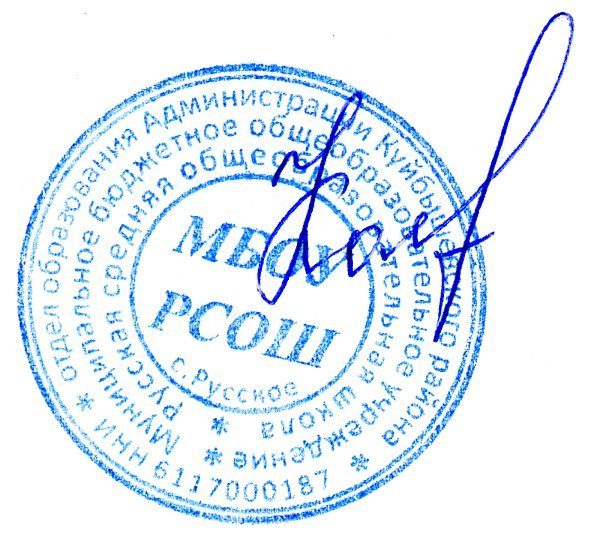 отдел образования Администрации Куйбышевского района
* ИНН 6117000187 *
Муниципальное бюджетное общеобразовательное учреждение *
русская средняя общеобразовательная школа *
МБОУ
РСОШ
с.Русское